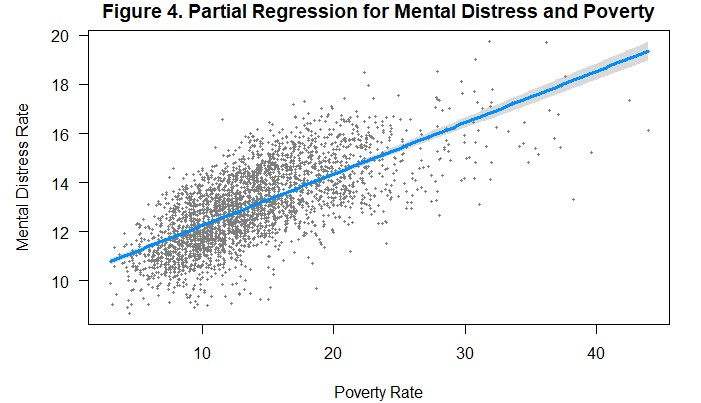 Figure 4. Partial Regression for Mental Distress and Poverty
20
18
16
14
12
10
Mental Distress Rate
10 20 30 40
Poverty Rate